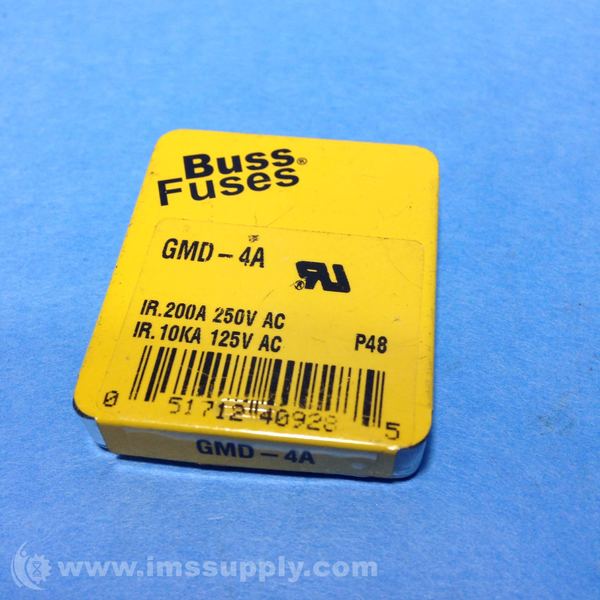 Buss®
Fuses
GMD-4A
®RU
IR.200A 250V AC
IR.10KA 125V AC P48
0 51712 40928 5
GMD-4A
www.imssupply.com